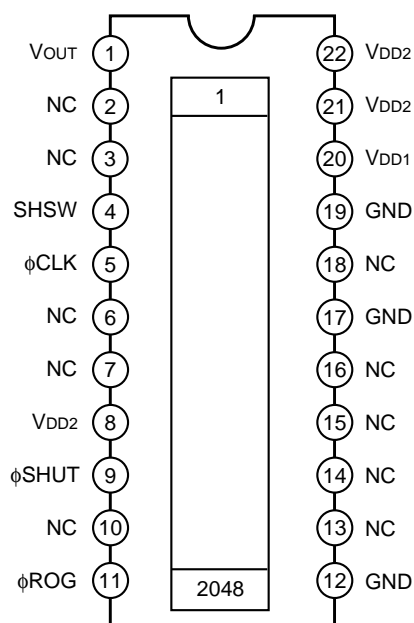 VOUT 1 22 VDD2
NC 2 1 21 VDD2
NC 3 20 VDD1
SHSW 4 19 GND
ϕCLK 5 18 NC
NC 6 17 GND
NC 7 16 NC
VDD2 8 15 NC
ϕSHUT 9 14 NC
NC 10 13 NC
ϕROG 11 2048 12 GND